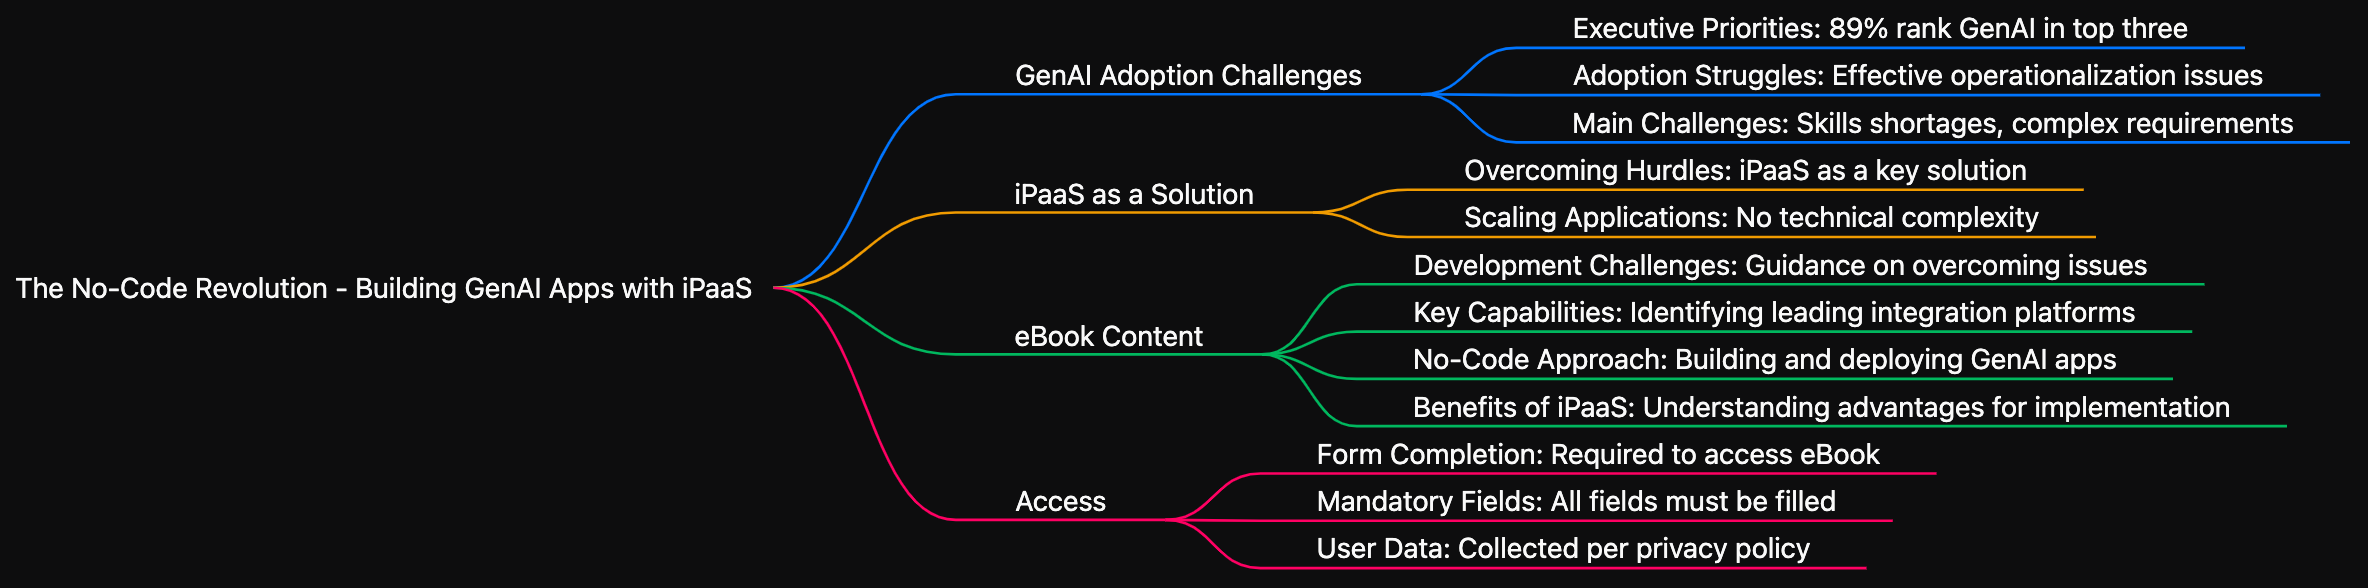 The No-Code Revolution - Building GenAI Apps with iPaaS
GenAI Adoption Challenges
Executive Priorities: 89% rank GenAI in top three
Adoption Struggles: Effective operationalization issues
Main Challenges: Skills shortages, complex requirements
iPaaS as a Solution
Overcoming Hurdles: iPaaS as a key solution
Scaling Applications: No technical complexity
eBook Content
Development Challenges: Guidance on overcoming issues
Key Capabilities: Identifying leading integration platforms
No-Code Approach: Building and deploying GenAI apps
Benefits of iPaaS: Understanding advantages for implementation
Access
Form Completion: Required to access eBook
Mandatory Fields: All fields must be filled
User Data: Collected per privacy policy